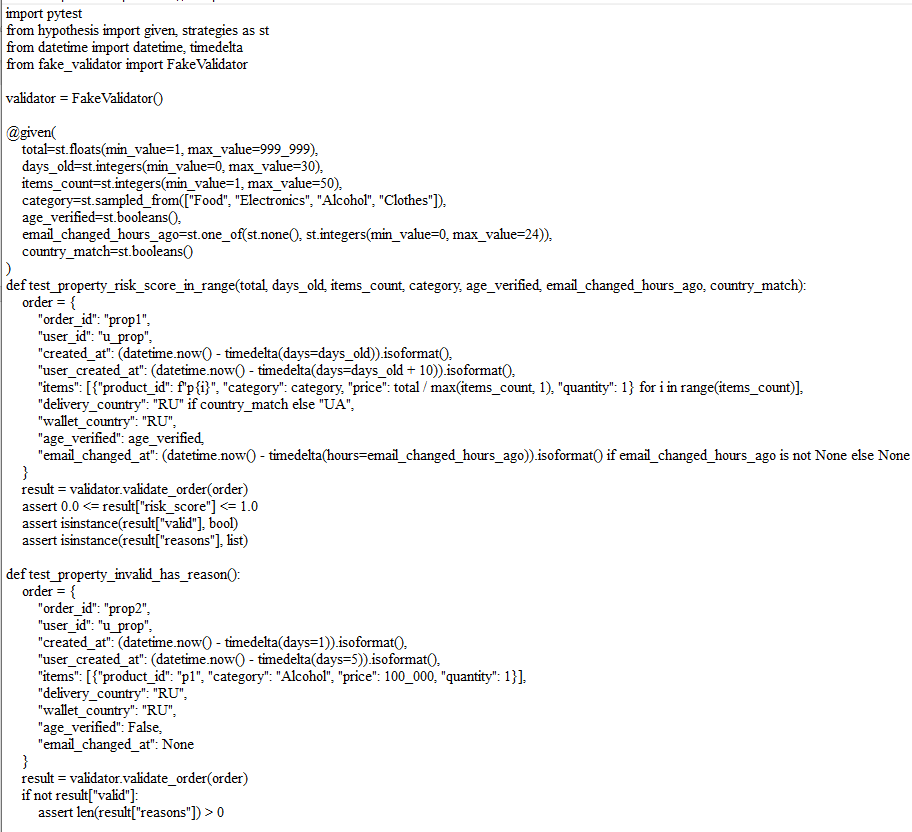 import pytest
from hypothesis import given, strategies as st
from datetime import datetime, timedelta
from fake_validator import FakeValidator

validator = FakeValidator()

@given(
    total=st.floats(min_value=1, max_value=999_999),
    days_old=st.integers(min_value=0, max_value=30),
    items_count=st.integers(min_value=1, max_value=50),
    category=st.sampled_from(["Food", "Electronics", "Alcohol", "Clothes"]),
    age_verified=st.booleans(),
    email_changed_hours_ago=st.one_of(st.none(), st.integers(min_value=0, max_value=24)),
    country_match=st.booleans()
)
def test_property_risk_score_in_range(total, days_old, items_count, category, age_verified, email_changed_hours_ago, country_match):
    order = {
        "order_id": "prop1",
        "user_id": "u_prop",
        "created_at": (datetime.now() - timedelta(days=days_old)).isoformat(),
        "user_created_at": (datetime.now() - timedelta(days=days_old + 10)).isoformat(),
        "items": [{"product_id": f"p{i}", "category": category, "price": total / max(items_count, 1), "quantity": 1} for i in range(items_count)],
        "delivery_country": "RU" if country_match else "UA",
        "wallet_country": "RU",
        "age_verified": age_verified,
        "email_changed_at": (datetime.now() - timedelta(hours=email_changed_hours_ago)).isoformat() if email_changed_hours_ago is not None else None
    }
    result = validator.validate_order(order)
    assert 0.0 <= result["risk_score"] <= 1.0
    assert isinstance(result["valid"], bool)
    assert isinstance(result["reasons"], list)

def test_property_invalid_has_reason():
    order = {
        "order_id": "prop2",
        "user_id": "u_prop",
        "created_at": (datetime.now() - timedelta(days=1)).isoformat(),
        "user_created_at": (datetime.now() - timedelta(days=5)).isoformat(),
        "items": [{"product_id": "p1", "category": "Alcohol", "price": 100_000, "quantity": 1}],
        "delivery_country": "RU",
        "wallet_country": "RU",
        "age_verified": False,
        "email_changed_at": None
    }
    result = validator.validate_order(order)
    if not result["valid"]:
        assert len(result["reasons"]) > 0